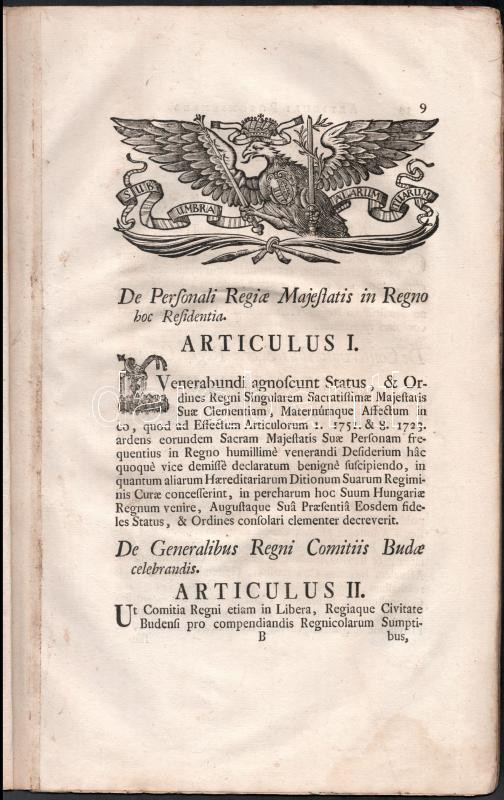 9
SUB UMBRA ALARUM TUARUM
De Perſonali Regiæ Majeſtatis in Regno
hoc Reſidentia.
ARTICULUS I.
Venerabundi agnoſcunt Status, & Or-
dines Regni Singularem Sacratiſſimæ Majeſtatis
Suæ Clementiam, Maternumque Affectum in
eo, quod ad Effectum Articulorum 2. 1751. & 8. 1723.
ardens eorundem Sacram Majeſtatis Suæ Perſonam fre-
quentius in Regno humillimè venerandi Deſiderium hâc
quoquè vice demiſſè declaratum benignè ſuſcipiendo, in
quantum aliarum Hæreditariarum Ditionum Suarum Regimi-
nis Curæ conceſſerint, in percharum hoc Suum Hungariæ
Regnum venire, Auguſtaque Suâ Præſentiâ Eosdem fide-
les Status, & Ordines conſolari clementer decreverit.
De Generalibus Regni Comitiis Budæ
celebrandis.
ARTICULUS II.
Ut Comitia Regni etiam in Libera, Regiaque Civitate
Budenſi pro compendiandis Regnicolarum Sumpti-
B bus,